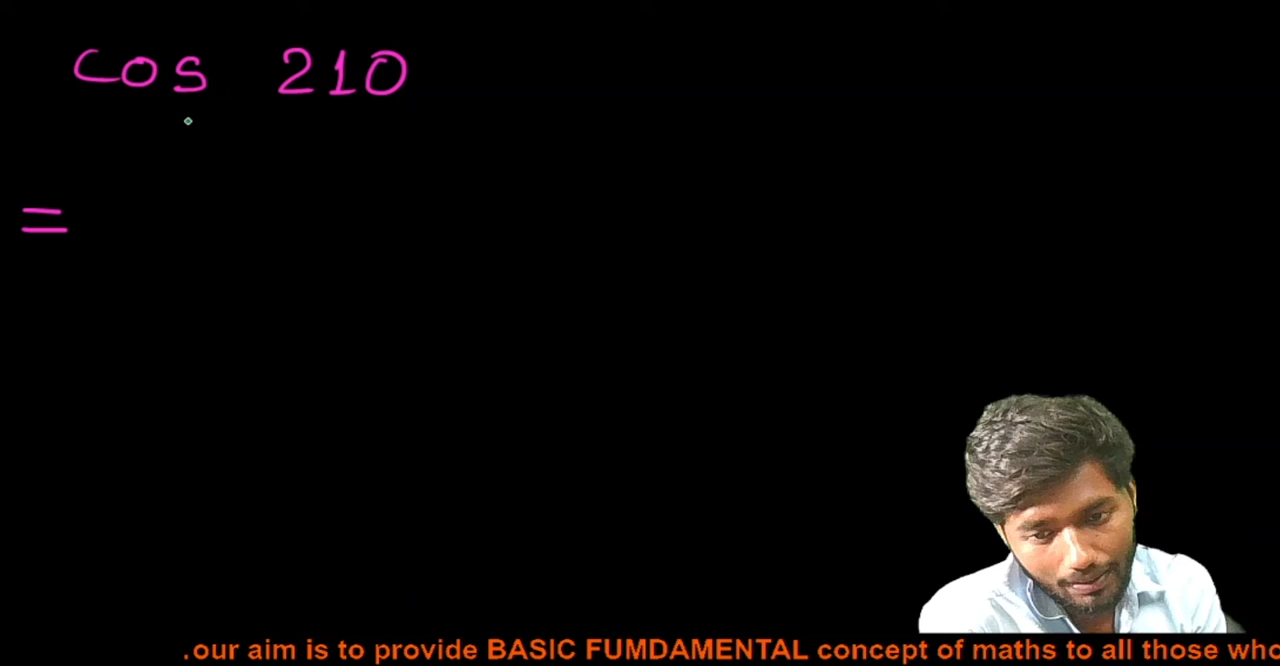 cos 210
=
.our aim is to provide BASIC FUMDAMENTAL concept of maths to all those who